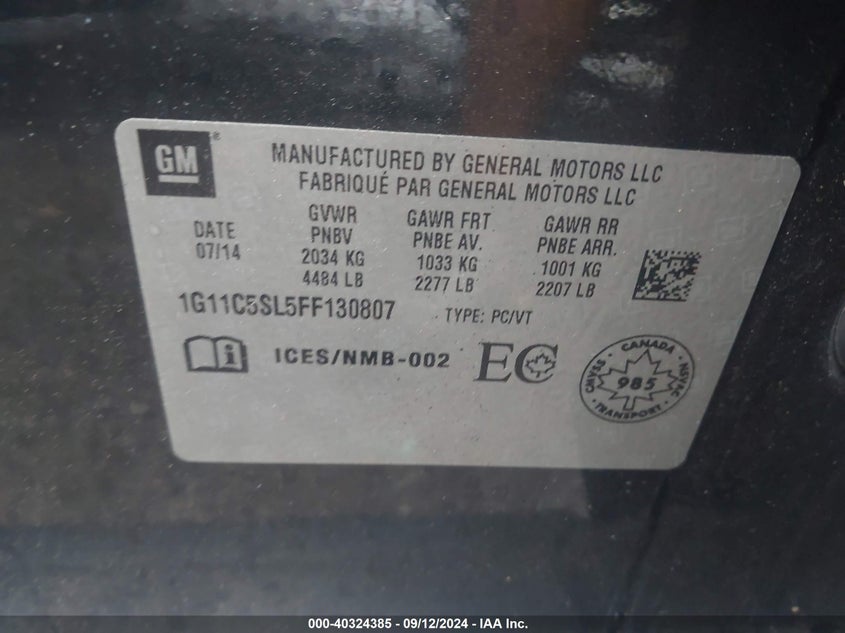 GM
MANUFACTURED BY GENERAL MOTORS LLC
FABRIQUÉ PAR GENERAL MOTORS LLC
DATE
07/14
GVWR
PNBV
2034 KG
4484 LB
GAWR FRT
PNBE AV.
1033 KG
2277 LB
GAWR RR
PNBE ARR.
1001 KG
2207 LB
1G11C5SL5FF130807
TYPE: PC/VT
i
ICES/NMB-002
EC
CANADA
CMVSS
NSVAC
985
TRANSPORT
000-40324385 - 09/12/2024 - IAA Inc.